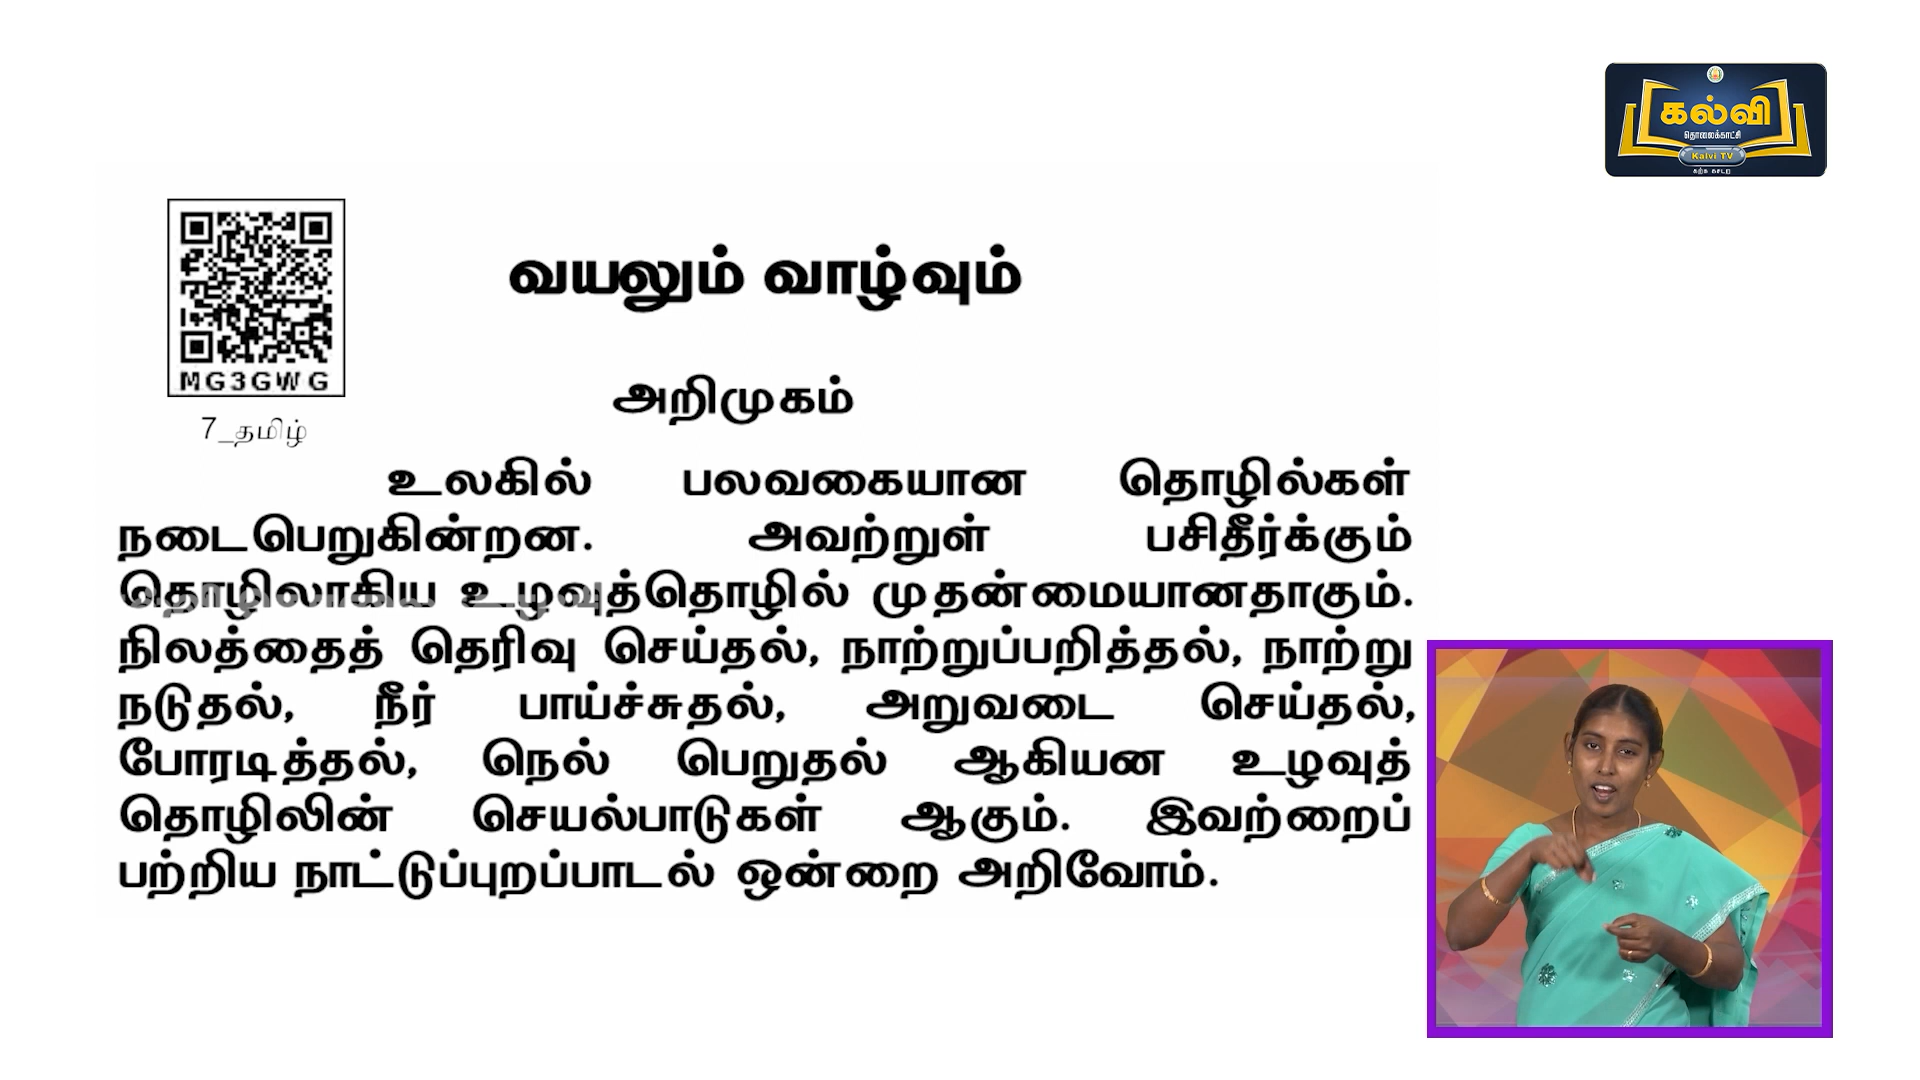 கல்வி
தொலைக்காட்சி
Kalvi TV
கற்க கசடற
MG3GWG
7_தமிழ்
வயலும் வாழ்வும்
அறிமுகம்
உலகில் பலவகையான தொழில்கள்
நடைபெறுகின்றன. அவற்றுள் பசிதீர்க்கும்
தொழிலாகிய உழவுத்தொழில் முதன்மையானதாகும்.
நிலத்தைத் தெரிவு செய்தல், நாற்றுப்பறித்தல், நாற்று
நடுதல், நீர் பாய்ச்சுதல், அறுவடை செய்தல்,
போரடித்தல், நெல் பெறுதல் ஆகியன உழவுத்
தொழிலின் செயல்பாடுகள் ஆகும். இவற்றைப்
பற்றிய நாட்டுப்புறப்பாடல் ஒன்றை அறிவோம்.